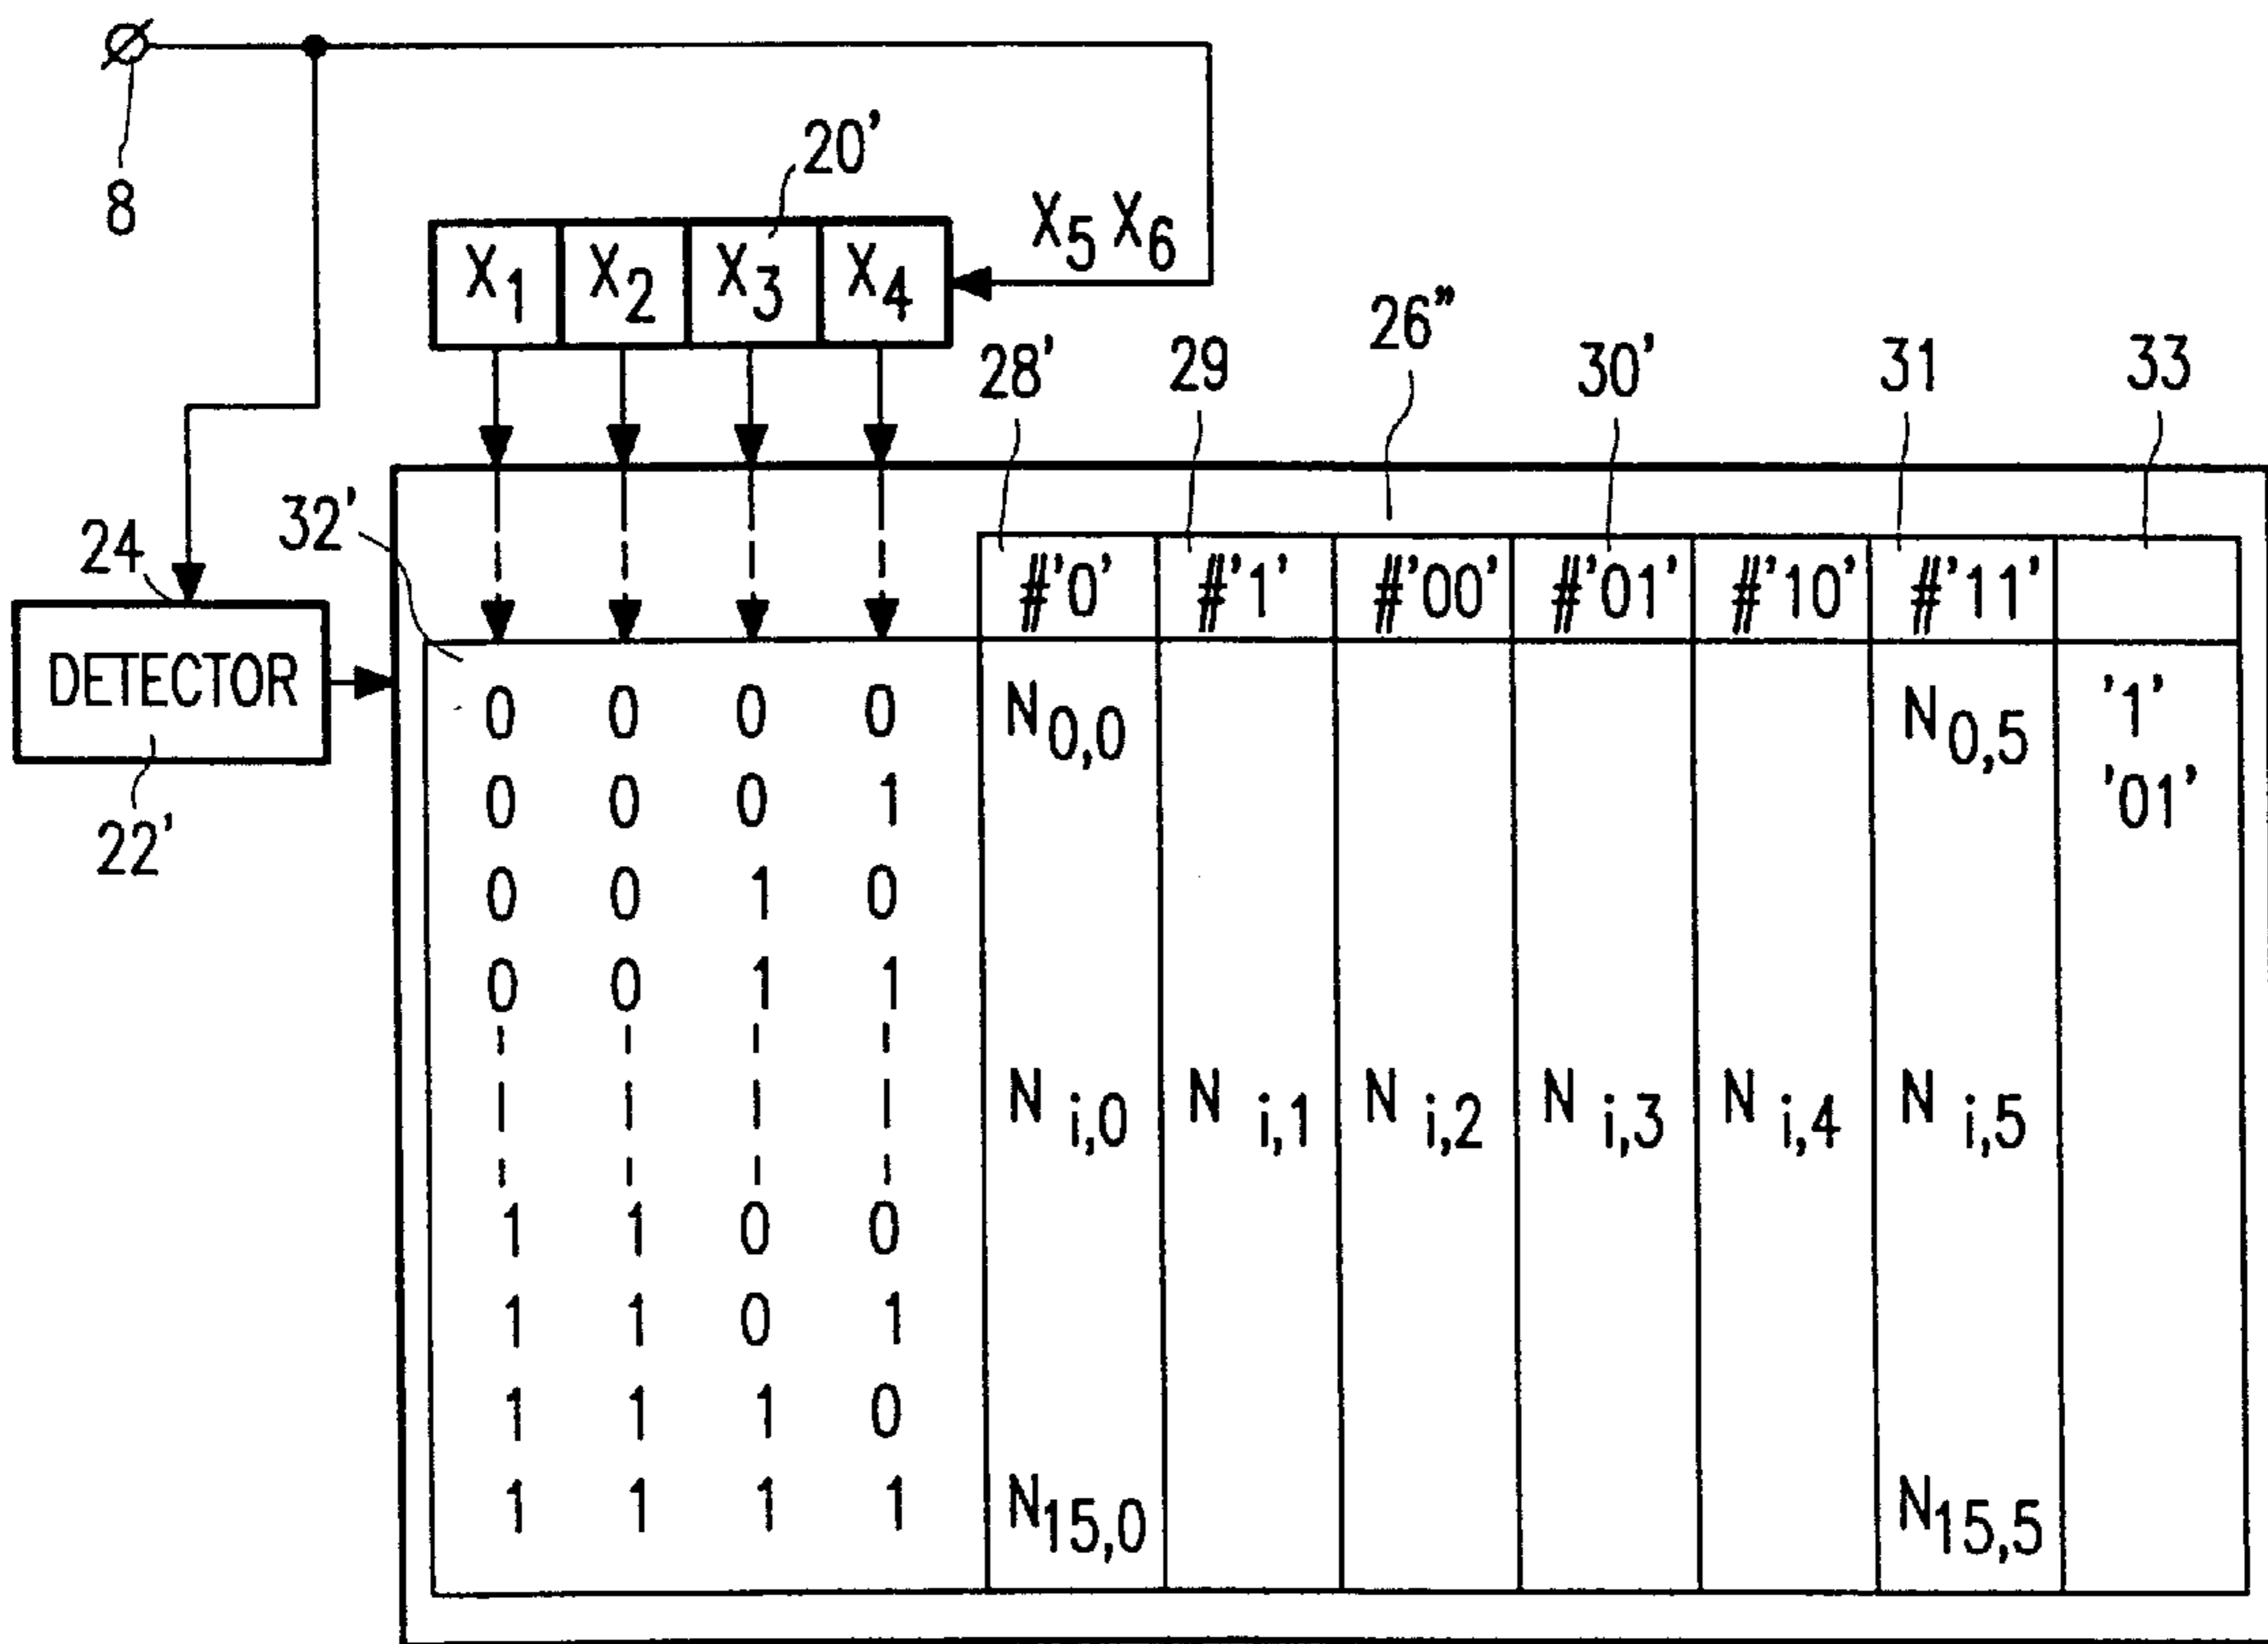 8
20'
X1 X2 X3 X4
X5 X6
28' 29 26" 30' 31 33
32'
24
DETECTOR
22'
#'0' #'1' #'00' #'01' #'10' #'11'
0 0 0 0 N0,0 N0,5 '1'
0 0 0 1 '01'
0 0 1 0
0 0 1 1
N i,0 N i,1 N i,2 N i,3 N i,4 N i,5
1 1 0 0
1 1 0 1
1 1 1 0
1 1 1 1 N15,0 N15,5